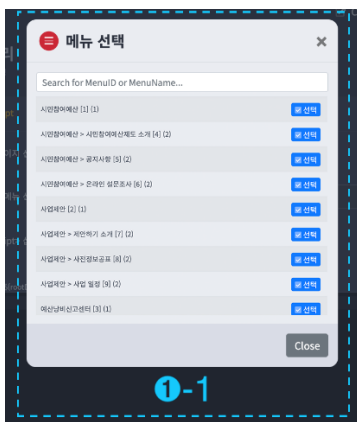 메뉴 선택 ×
Search for MenuID or MenuName...
시민참여예산 [1] (1) 선택
시민참여예산 > 시민참여예산제도 소개 [4] (2) 선택
시민참여예산 > 공지사항 [5] (2) 선택
시민참여예산 > 온라인 설문조사 [6] (2) 선택
사업제안 [2] (1) 선택
사업제안 > 제안하기 소개 [7] (2) 선택
사업제안 > 사전정보공표 [8] (2) 선택
사업제안 > 사업 일정 [9] (2) 선택
예산낭비신고센터 [3] (1) 선택
Close
❶-1